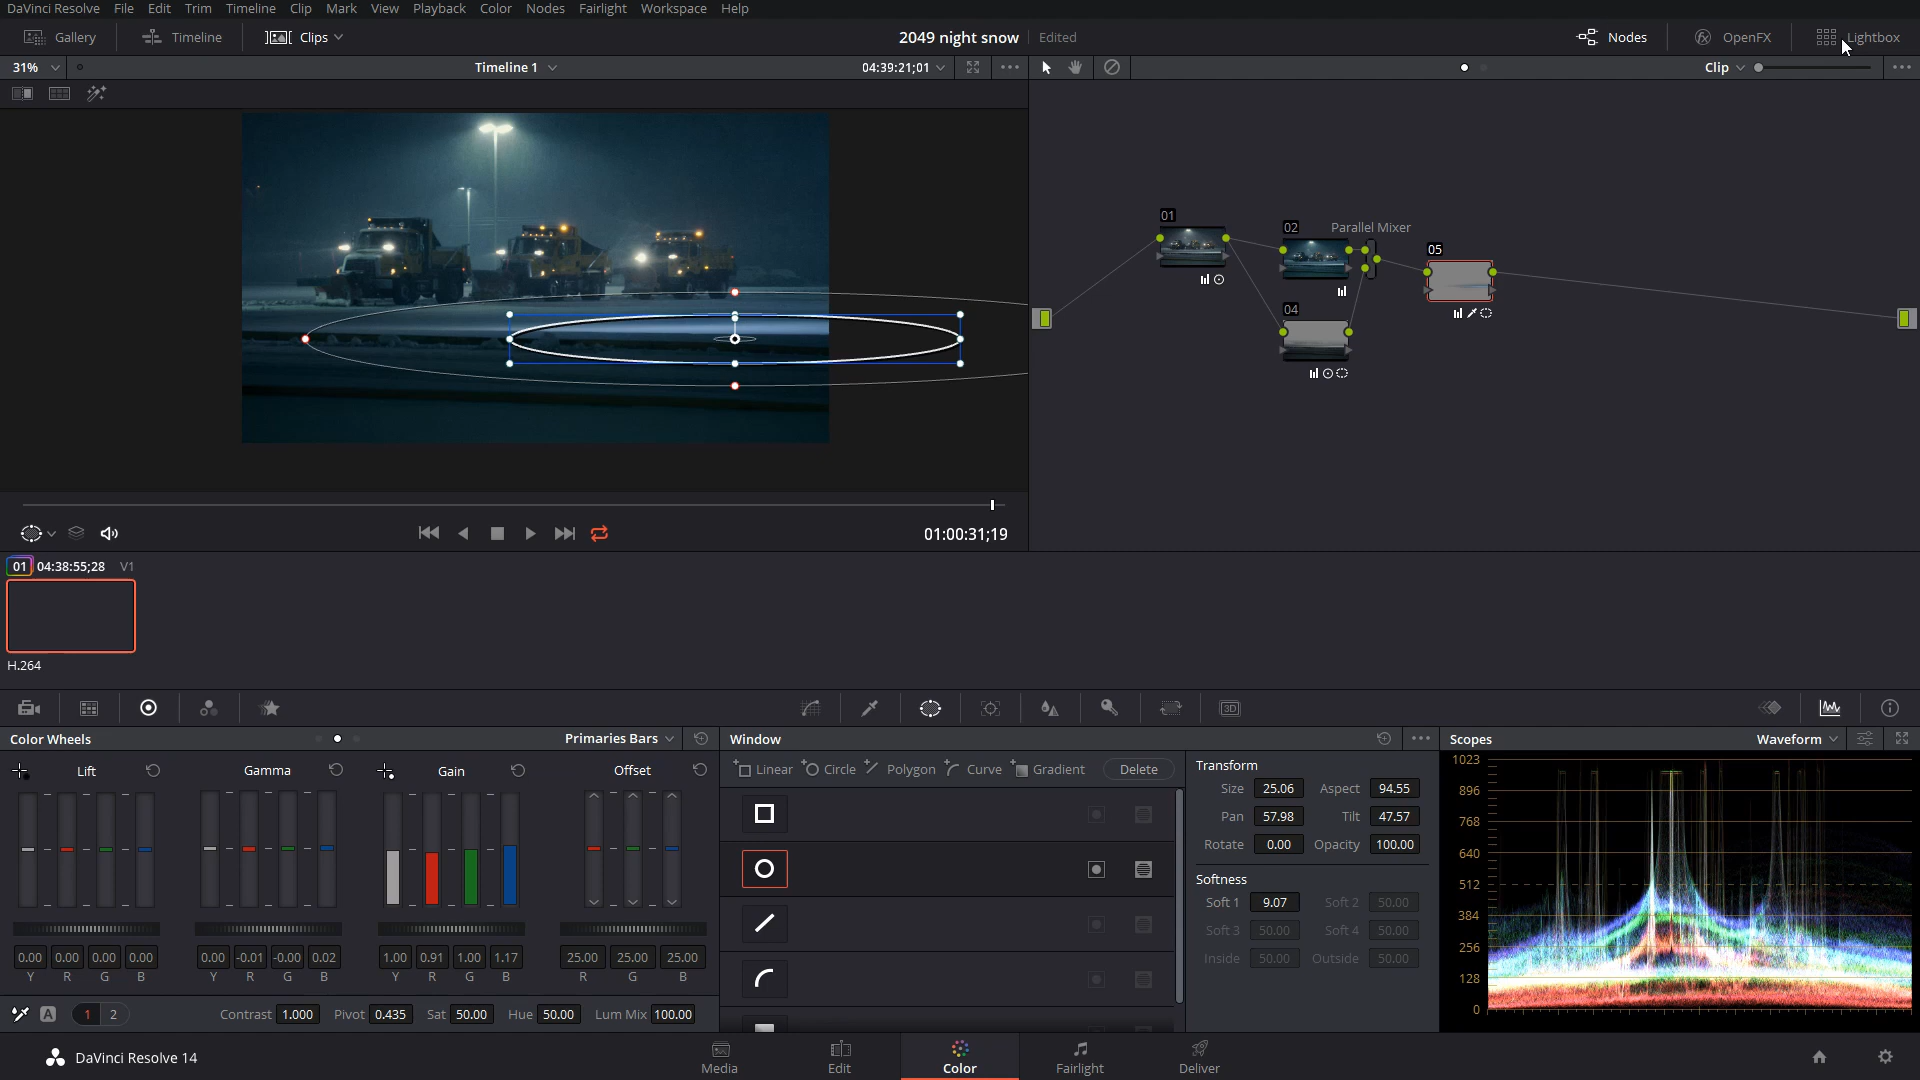 DaVinci Resolve File Edit Trim Timeline Clip Mark View Playback Color Nodes Fairlight Workspace Help
Gallery Timeline Clips 2049 night snow Edited Nodes OpenFX Lightbox
31% Timeline 1 04:39:21;01 Clip
01
02 Parallel Mixer
05
04
01:00:31;19
01 04:38:55;28 V1
H.264
3D
Color Wheels Primaries Bars Window Scopes Waveform
Lift Gamma Gain Offset
Linear Circle Polygon Curve Gradient Delete
Transform
Size 25.06 Aspect 94.55
Pan 57.98 Tilt 47.57
Rotate 0.00 Opacity 100.00
Softness
Soft 1 9.07 Soft 2 50.00
Soft 3 50.00 Soft 4 50.00
Inside 50.00 Outside 50.00
1023
896
768
640
512
384
256
128
0
0.00 0.00 0.00 0.00 0.00 -0.01 -0.00 0.02 1.00 0.91 1.00 1.17 25.00 25.00 25.00
Y R G B Y R G B Y R G B R G B
A 1 2 Contrast 1.000 Pivot 0.435 Sat 50.00 Hue 50.00 Lum Mix 100.00
DaVinci Resolve 14 Media Edit Color Fairlight Deliver